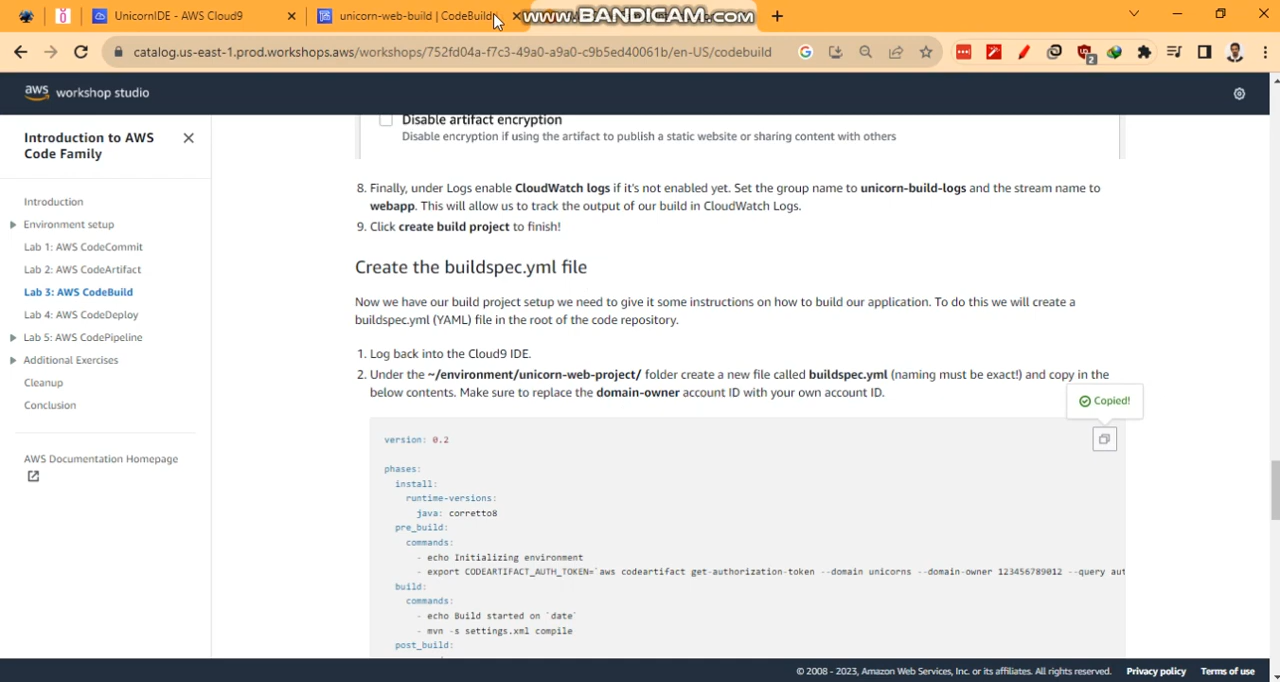 UnicornIDE - AWS Cloud9
unicorn-web-build | CodeBuild
www.BANDICAM.com
catalog.us-east-1.prod.workshops.aws/workshops/752fd04a-f7c3-49a0-a9a0-c9b5ed40061b/en-US/codebuild
2
aws workshop studio
Introduction to AWS
Code Family
Introduction
Environment setup
Lab 1: AWS CodeCommit
Lab 2: AWS CodeArtifact
Lab 3: AWS CodeBuild
Lab 4: AWS CodeDeploy
Lab 5: AWS CodePipeline
Additional Exercises
Cleanup
Conclusion
AWS Documentation Homepage
Disable artifact encryption
Disable encryption if using the artifact to publish a static website or sharing content with others
8. Finally, under Logs enable CloudWatch logs if it's not enabled yet. Set the group name to unicorn-build-logs and the stream name to
webapp. This will allow us to track the output of our build in CloudWatch Logs.
9. Click create build project to finish!
Create the buildspec.yml file
Now we have our build project setup we need to give it some instructions on how to build our application. To do this we will create a
buildspec.yml (YAML) file in the root of the code repository.
1. Log back into the Cloud9 IDE.
2. Under the ~/environment/unicorn-web-project/ folder create a new file called buildspec.yml (naming must be exact!) and copy in the
below contents. Make sure to replace the domain-owner account ID with your own account ID.
Copied!
version: 0.2
phases:
install:
runtime-versions:
java: corretto8
pre_build:
commands:
- echo Initializing environment
- export CODEARTIFACT_AUTH_TOKEN=`aws codeartifact get-authorization-token --domain unicorns --domain-owner 123456789012 --query aut
build:
commands:
- echo Build started on `date`
- mvn -s settings.xml compile
post_build:
© 2008 - 2023, Amazon Web Services, Inc. or its affiliates. All rights reserved.
Privacy policy
Terms of use